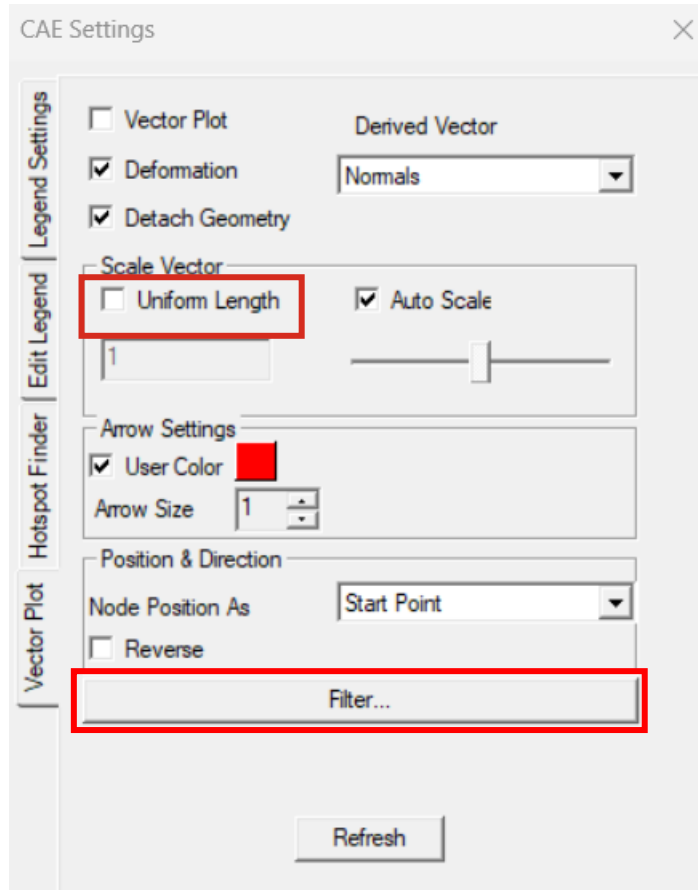 CAE Settings
Legend Settings
Edit Legend
Hotspot Finder
Vector Plot
Vector Plot
Derived Vector
Deformation
Normals
Detach Geometry
Scale Vector
Uniform Length
Auto Scale
1
Arrow Settings
User Color
Arrow Size
1
Position & Direction
Node Position As
Start Point
Reverse
Filter...
Refresh